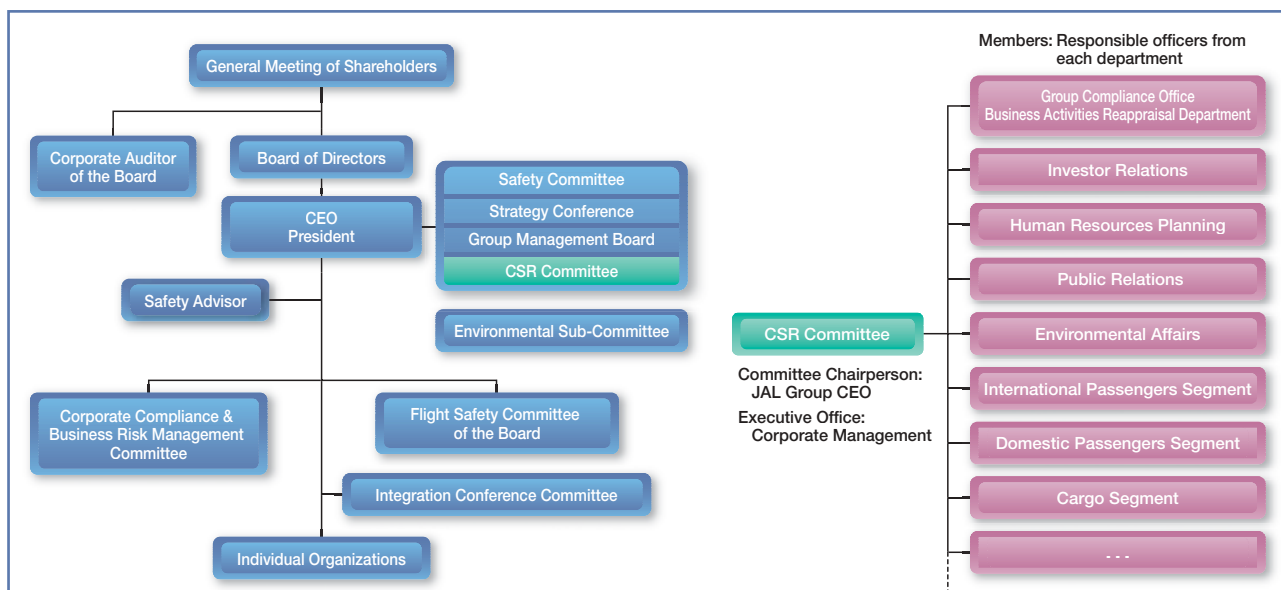 General Meeting of Shareholders
Corporate Auditor
of the Board
Board of Directors
CEO
President
Safety Committee
Strategy Conference
Group Management Board
CSR Committee
Safety Advisor
Environmental Sub-Committee
Corporate Compliance &
Business Risk Management
Committee
Flight Safety Committee
of the Board
Integration Conference Committee
Individual Organizations
Members: Responsible officers from
each department
CSR Committee
Committee Chairperson:
JAL Group CEO
Executive Office:
Corporate Management
Group Compliance Office
Business Activities Reappraisal Department
Investor Relations
Human Resources Planning
Public Relations
Environmental Affairs
International Passengers Segment
Domestic Passengers Segment
Cargo Segment
- - -